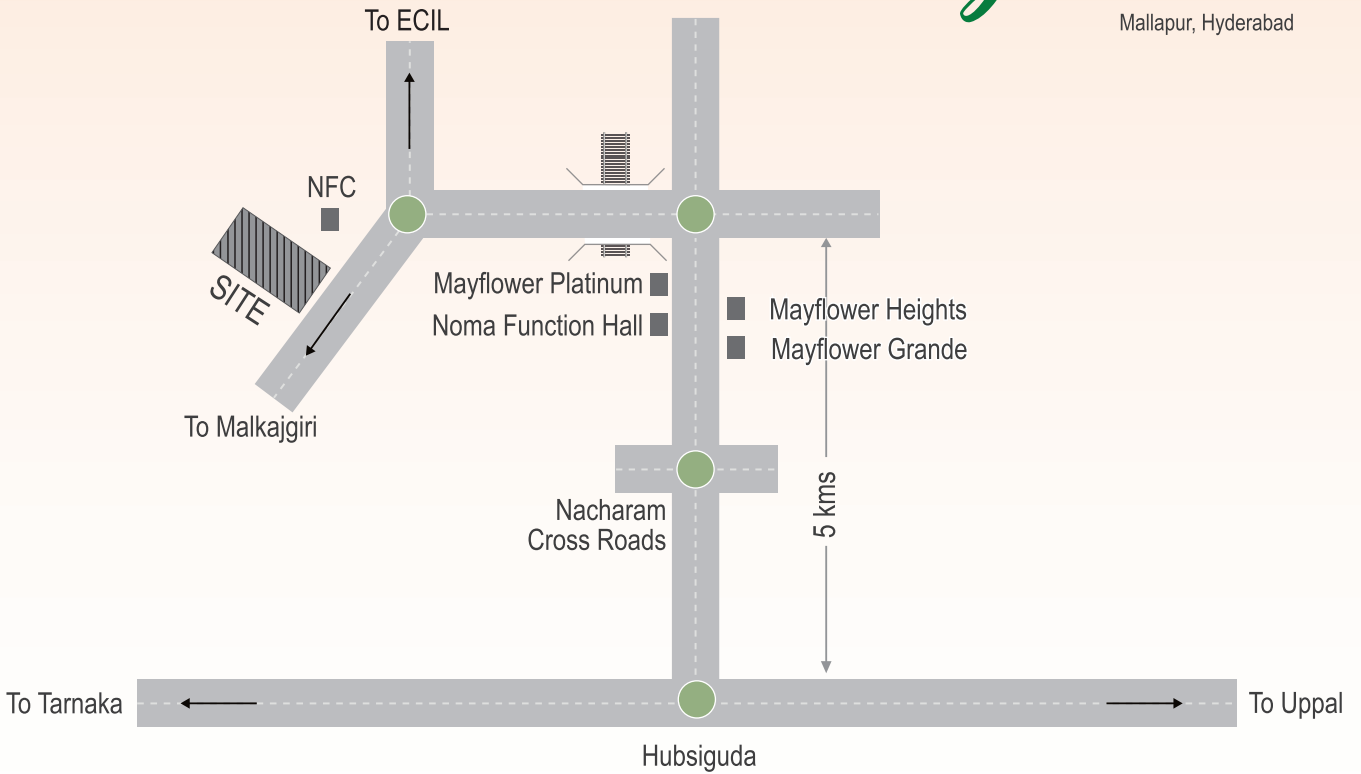 To ECIL
Mallapur, Hyderabad
NFC
SITE
Mayflower Platinum
Noma Function Hall
Mayflower Heights
Mayflower Grande
To Malkajgiri
Nacharam
Cross Roads
5 kms
To Tarnaka
To Uppal
Hubsiguda